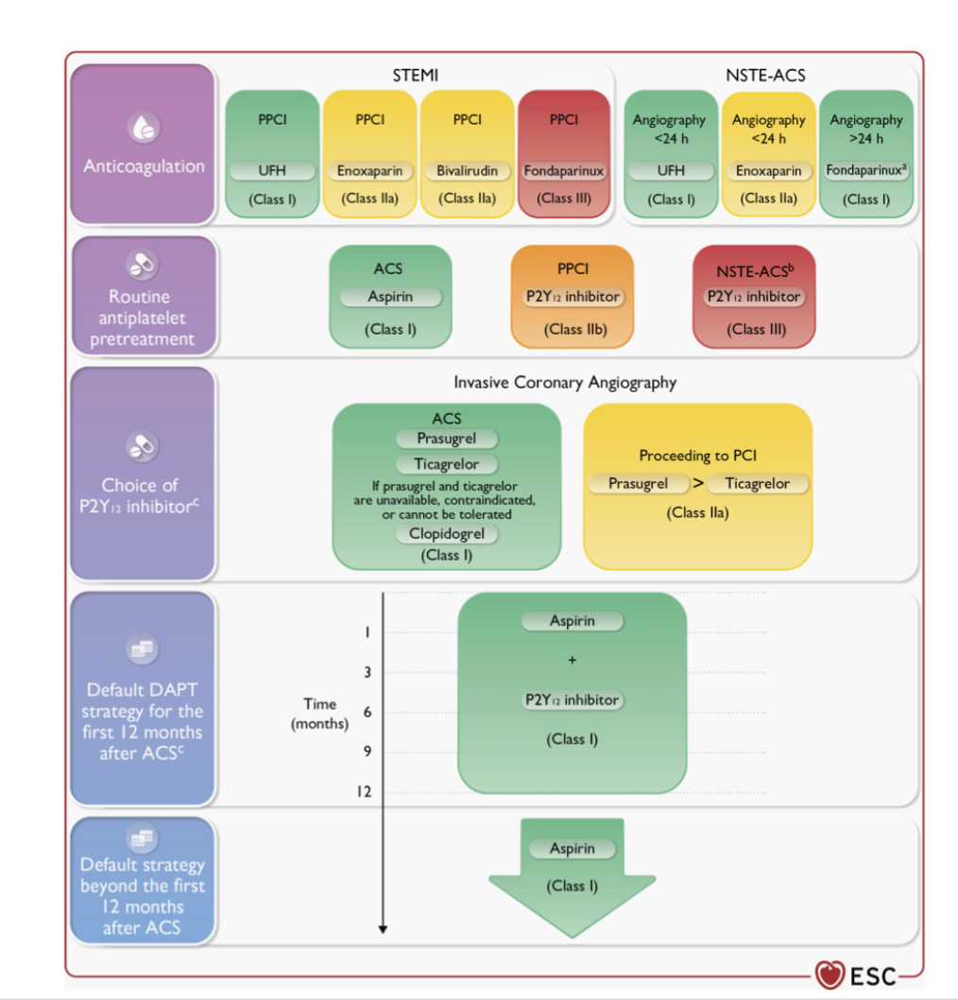 STEMI
NSTE-ACS
Anticoagulation
PPCI
UFH
(Class I)
PPCI
Enoxaparin
(Class IIa)
PPCI
Bivalirudin
(Class IIa)
PPCI
Fondaparinux
(Class III)
Angiography
<24 h
UFH
(Class I)
Angiography
<24 h
Enoxaparin
(Class IIa)
Angiography
>24 h
Fondaparinuxᵃ
(Class I)
Routine
antiplatelet
pretreatment
ACS
Aspirin
(Class I)
PPCI
P2Y₁₂ inhibitor
(Class IIb)
NSTE-ACSᵇ
P2Y₁₂ inhibitor
(Class III)
Choice of
P2Y₁₂ inhibitorᶜ
Invasive Coronary Angiography
ACS
Prasugrel
Ticagrelor
If prasugrel and ticagrelor
are unavailable, contraindicated,
or cannot be tolerated
Clopidogrel
(Class I)
Proceeding to PCI
Prasugrel > Ticagrelor
(Class IIa)
Default DAPT
strategy for the
first 12 months
after ACSᶜ
Time
(months)
1
3
6
9
12
Aspirin
+
P2Y₁₂ inhibitor
(Class I)
Default strategy
beyond the first
12 months
after ACS
Aspirin
(Class I)
ESC